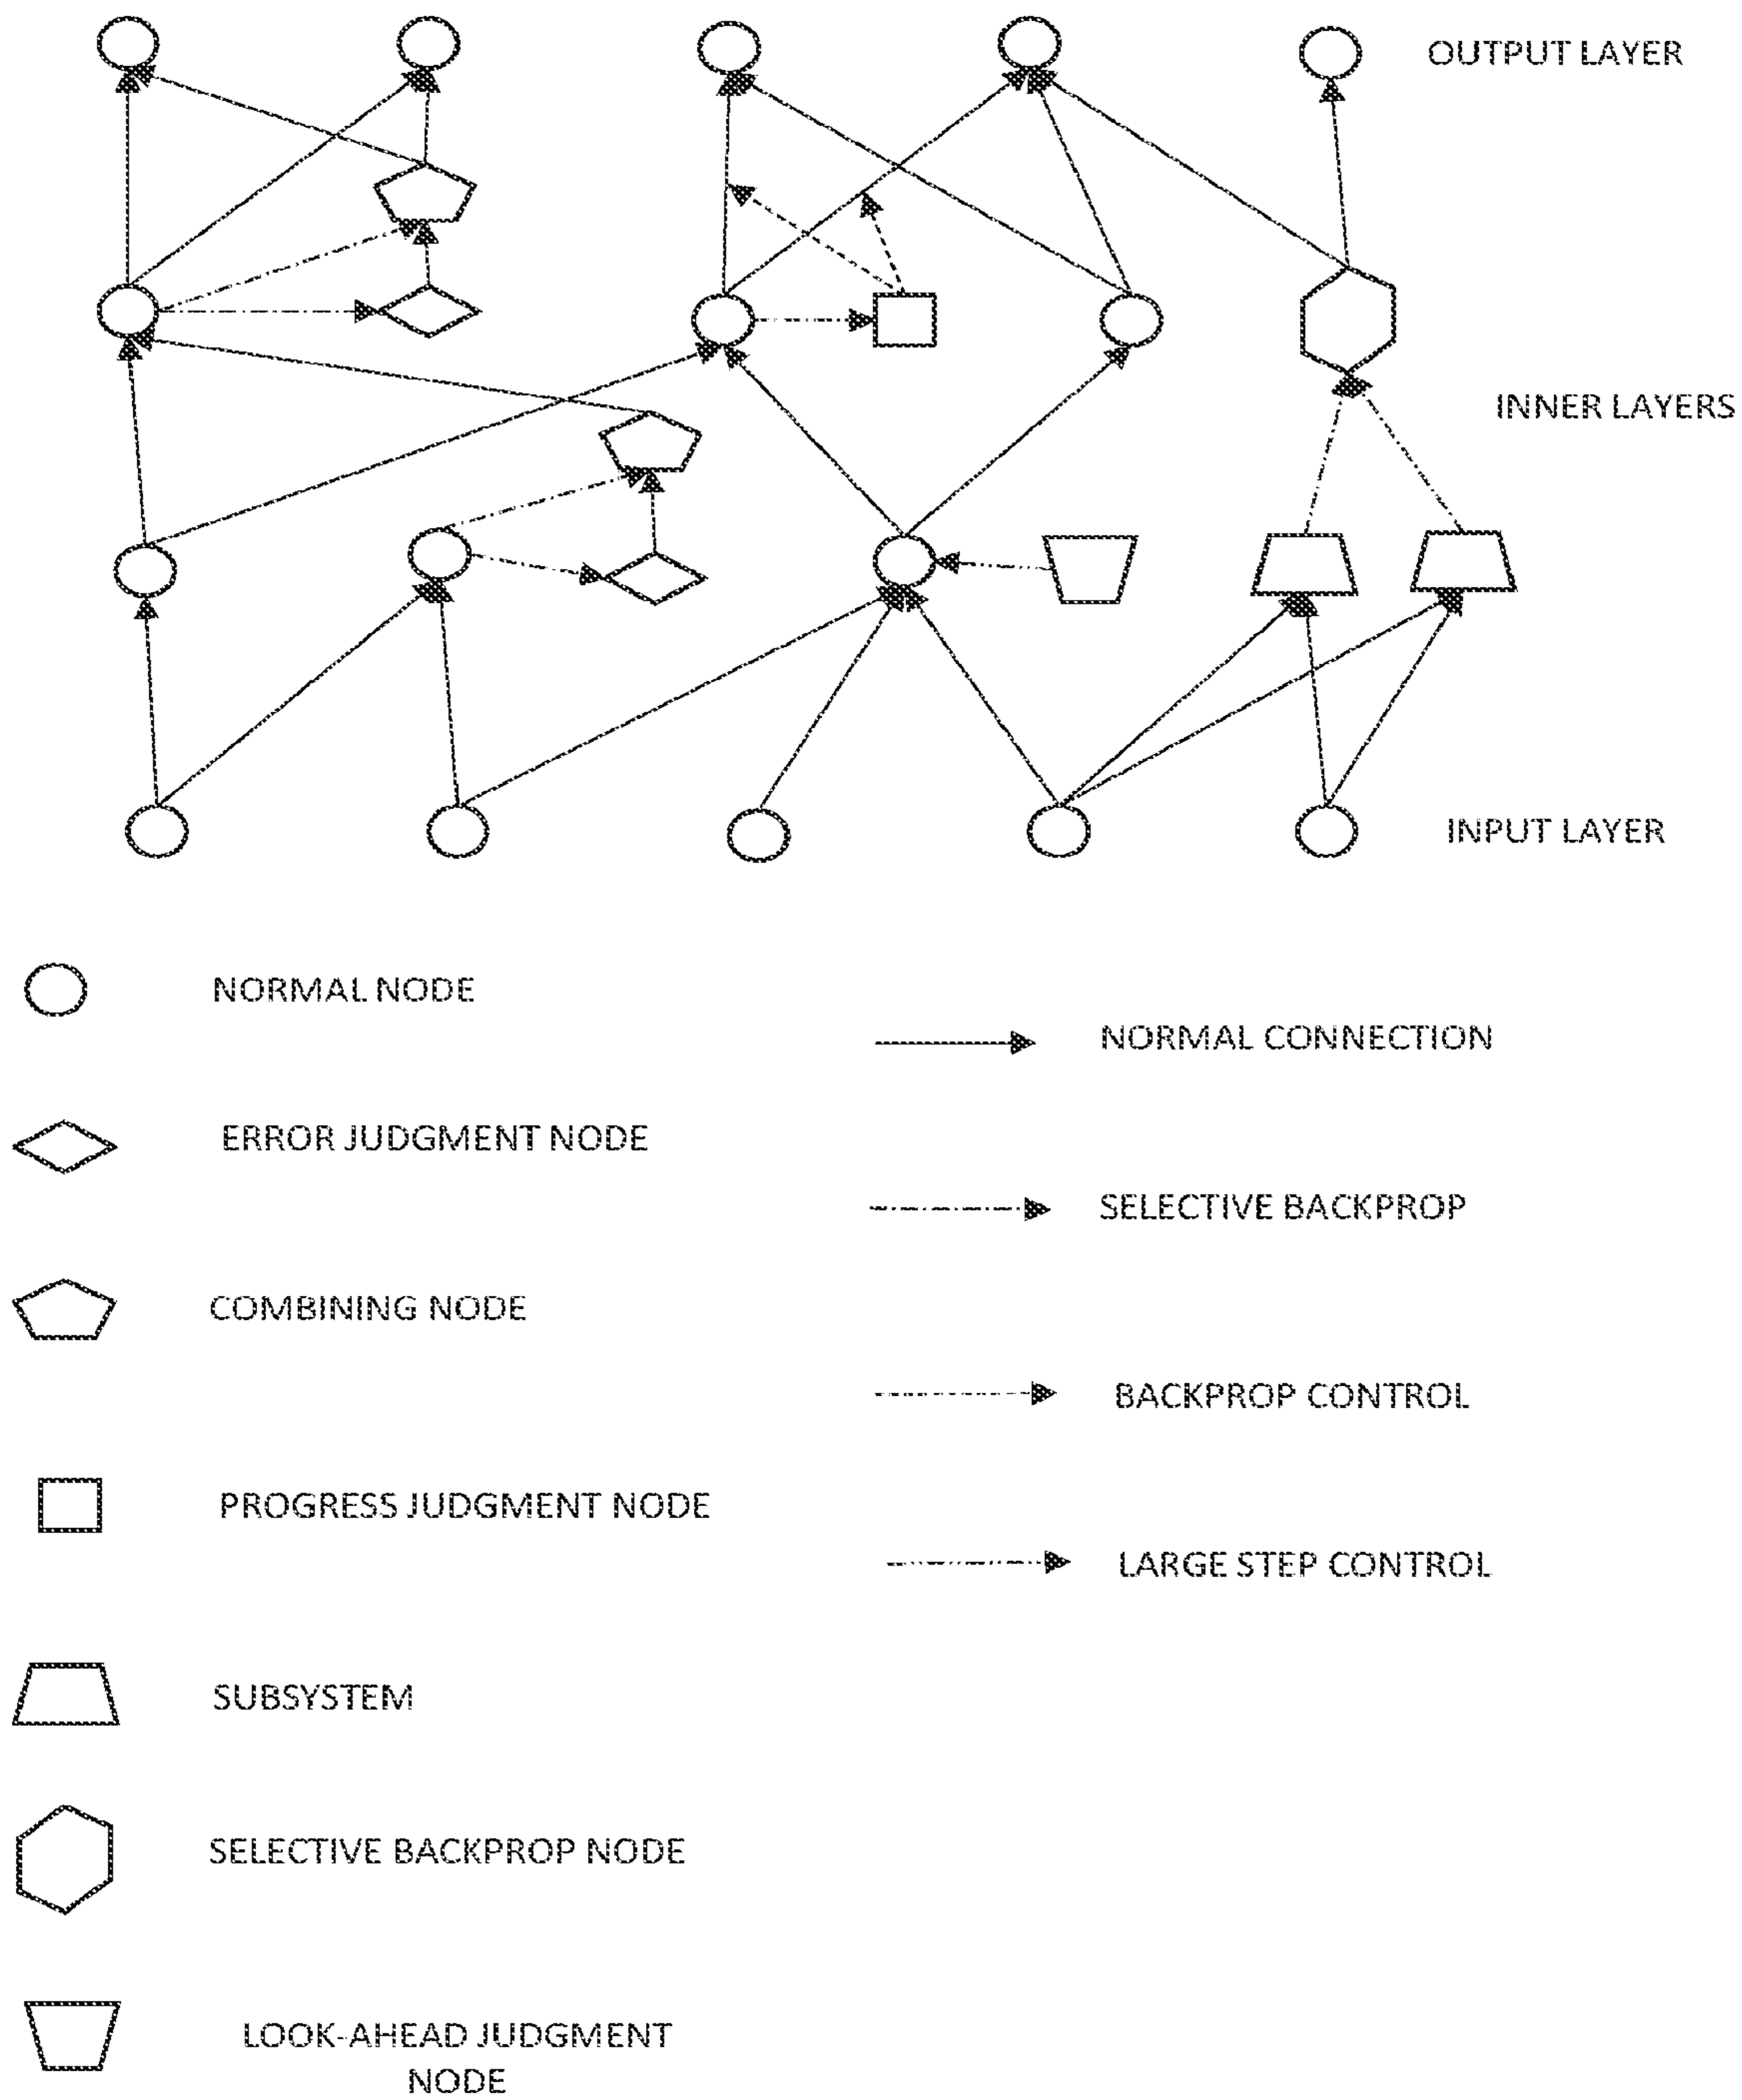 OUTPUT LAYER
INNER LAYERS
INPUT LAYER
NORMAL NODE
ERROR JUDGMENT NODE
COMBINING NODE
PROGRESS JUDGMENT NODE
SUBSYSTEM
SELECTIVE BACKPROP NODE
LOOK-AHEAD JUDGMENT
NODE
NORMAL CONNECTION
SELECTIVE BACKPROP
BACKPROP CONTROL
LARGE STEP CONTROL